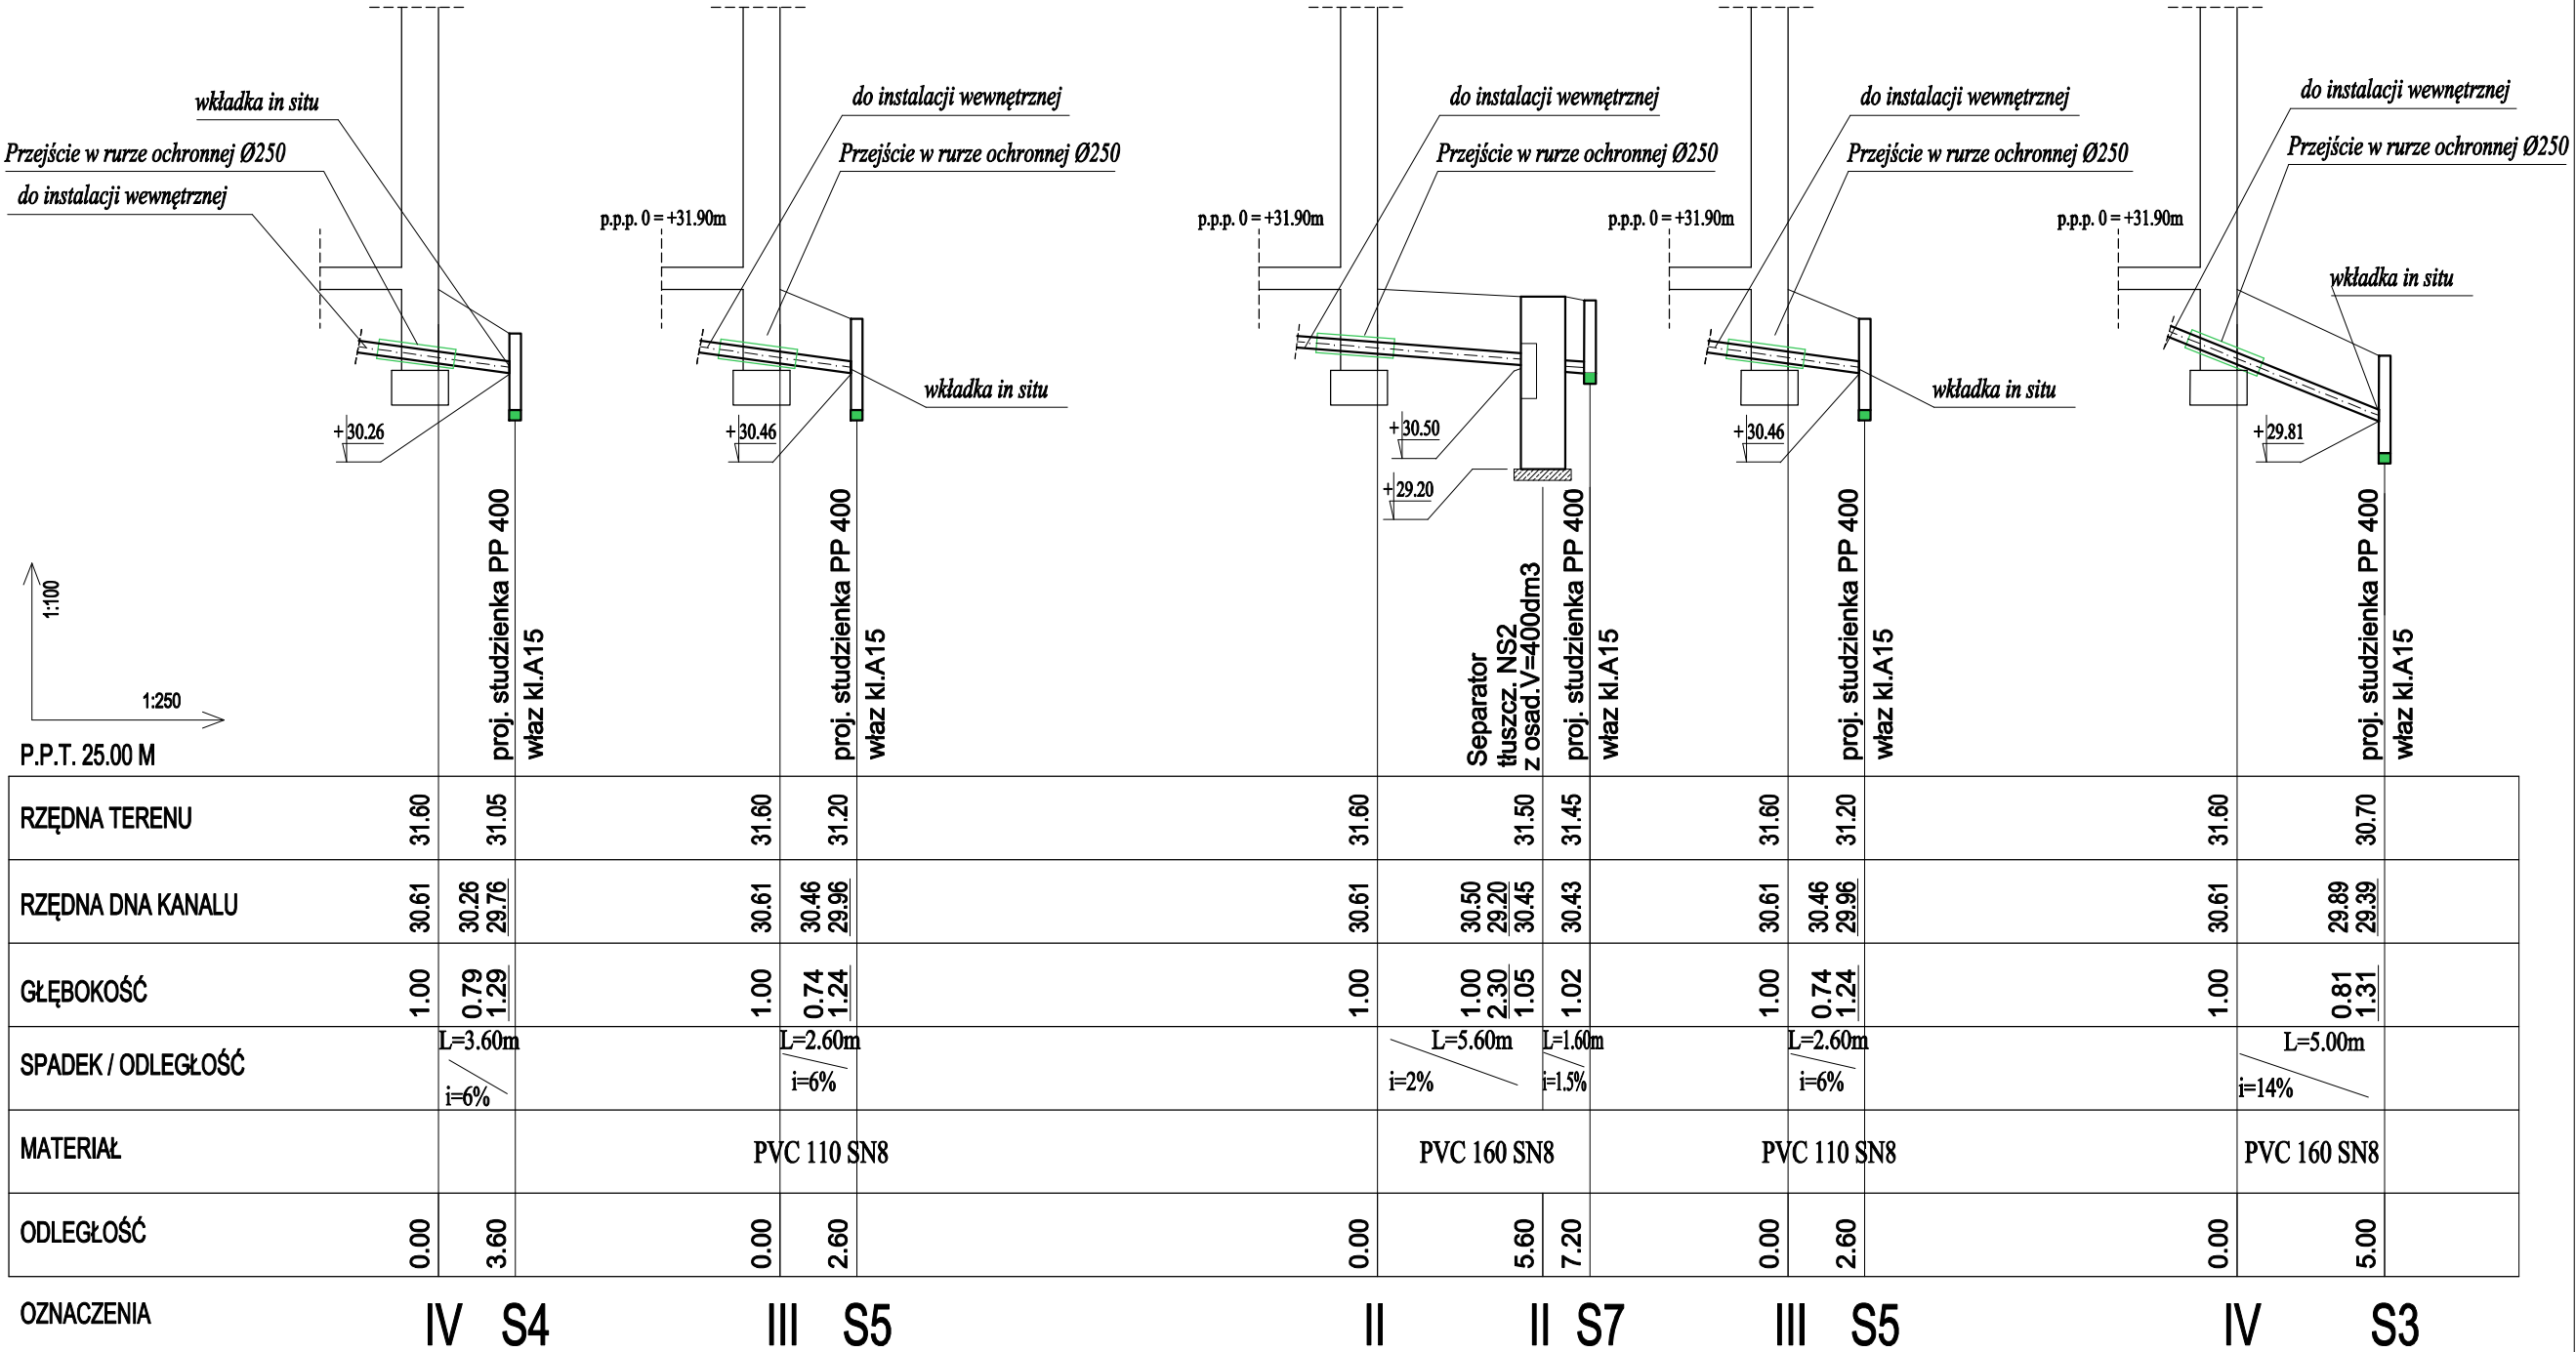 wkładka in situ
Przejście w rurze ochronnej Ø250
do instalacji wewnętrznej
+30.26
proj. studzienka PP 400
właz kl.A15
do instalacji wewnętrznej
Przejście w rurze ochronnej Ø250
p.p.p. 0 = +31.90m
wkładka in situ
+30.46
proj. studzienka PP 400
właz kl.A15
do instalacji wewnętrznej
Przejście w rurze ochronnej Ø250
p.p.p. 0 = +31.90m
+30.50
+29.20
Separator
tłuszcz. NS2
z osad.V=400dm3
proj. studzienka PP 400
właz kl.A15
do instalacji wewnętrznej
Przejście w rurze ochronnej Ø250
p.p.p. 0 = +31.90m
wkładka in situ
+30.46
proj. studzienka PP 400
właz kl.A15
do instalacji wewnętrznej
Przejście w rurze ochronnej Ø250
p.p.p. 0 = +31.90m
wkładka in situ
+29.81
proj. studzienka PP 400
właz kl.A15
1:100
1:250
P.P.T. 25.00 M
RZĘDNA TERENU 31.60 31.05 31.60 31.20 31.60 31.50 31.45 31.60 31.20 31.60 30.70
RZĘDNA DNA KANALU 30.61 30.26 29.76 30.61 30.46 29.96 30.61 30.50 29.20 30.45 30.43 30.61 30.46 29.96 30.61 29.89 29.39
GŁĘBOKOŚĆ 1.00 0.79 1.29 1.00 0.74 1.24 1.00 1.00 2.30 1.05 1.02 1.00 0.74 1.24 1.00 0.81 1.31
SPADEK / ODLEGŁOŚĆ L=3.60m i=6% L=2.60m i=6% L=5.60m i=2% L=1.60m i=1.5% L=2.60m i=6% L=5.00m i=14%
MATERIAŁ PVC 110 SN8 PVC 160 SN8 PVC 110 SN8 PVC 160 SN8
ODLEGŁOŚĆ 0.00 3.60 0.00 2.60 0.00 5.60 7.20 0.00 2.60 0.00 5.00
OZNACZENIA IV S4 III S5 II II S7 III S5 IV S3